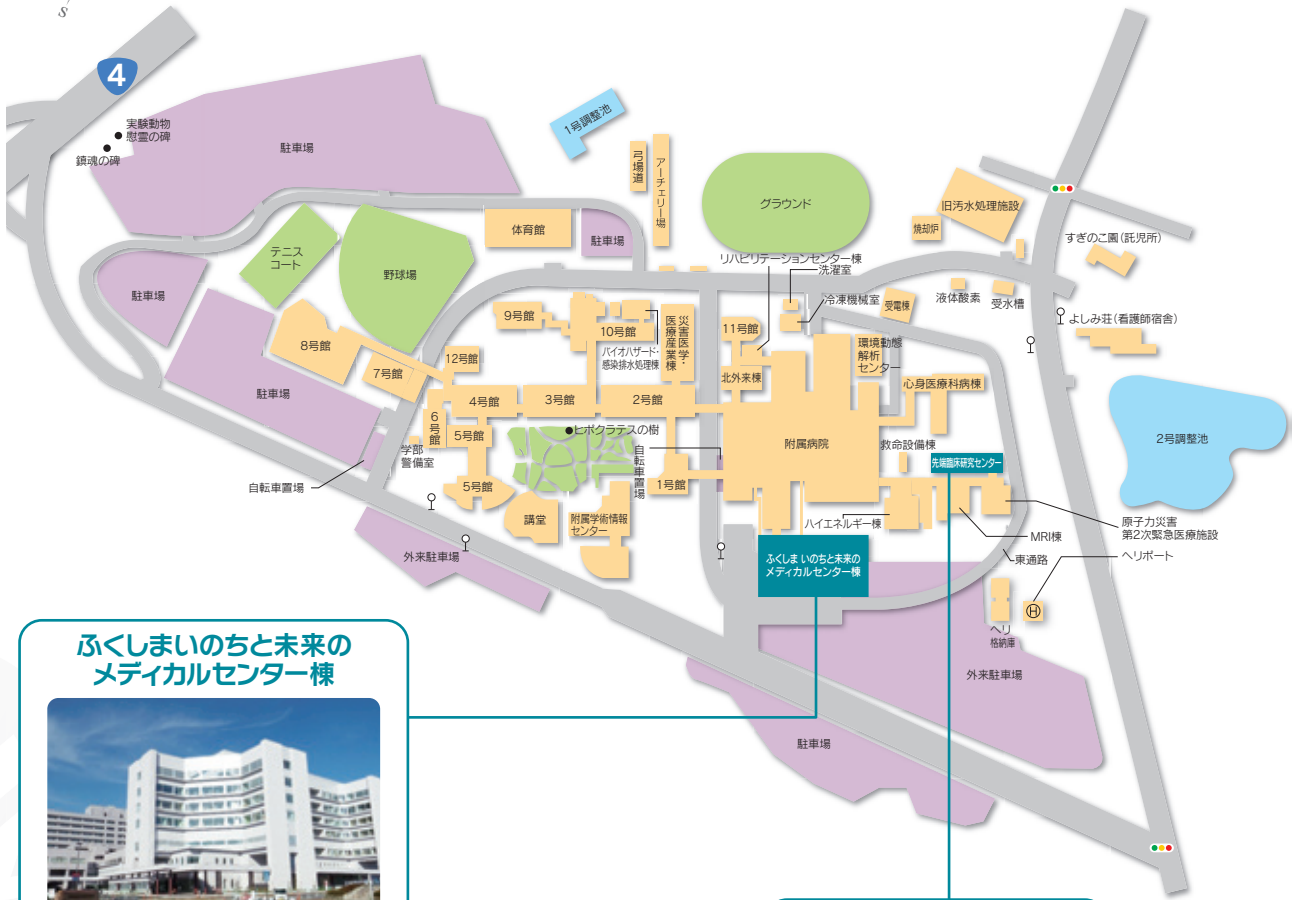 s
4
実験動物
慰霊の碑
鎮魂の碑
駐車場
1号調整池
弓道場
アーチェリー場
グラウンド
旧汚水処理施設
焼却炉
すぎのこ園(託児所)
体育館
駐車場
テニス
コート
野球場
駐車場
リハビリテーションセンター棟
洗濯室
冷凍機械室
受電棟
液体酸素
受水槽
よしみ荘(看護師宿舎)
9号館
10号館
バイオハザード・
感染排水処理棟
災害医学・
医療産業棟
11号館
北外来棟
環境動態
解析
センター
心身医療科病棟
8号館
7号館
12号館
駐車場
4号館
3号館
2号館
6号館
5号館
ヒポクラテスの樹
附属病院
救命設備棟
先端臨床研究センター
2号調整池
学部
警備室
自転車置場
自転車置場
1号館
5号館
講堂
附属学術情報
センター
ハイエネルギー棟
MRI棟
原子力災害
第2次緊急医療施設
東通路
ヘリポート
H
外来駐車場
ふくしま いのちと未来の
メディカルセンター棟
ヘリ
格納庫
外来駐車場
駐車場
ふくしまいのちと未来の
メディカルセンター棟